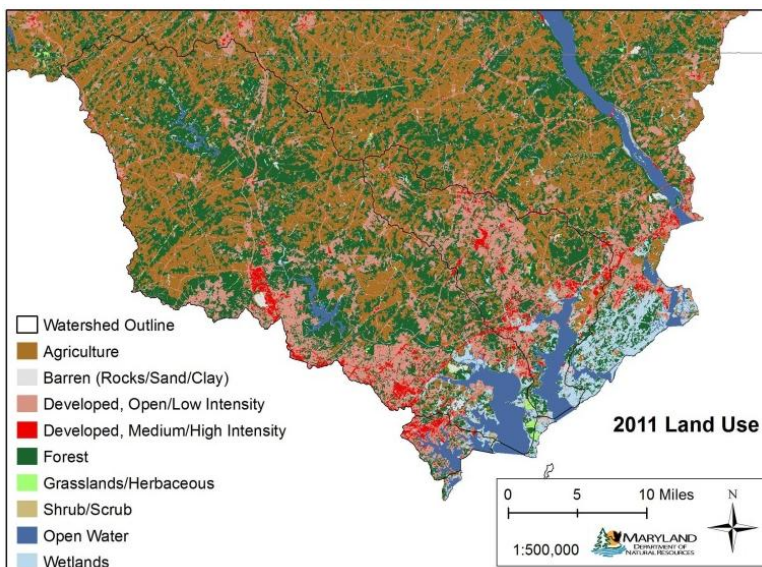 Watershed Outline
Agriculture
Barren (Rocks/Sand/Clay)
Developed, Open/Low Intensity
Developed, Medium/High Intensity
Forest
Grasslands/Herbaceous
Shrub/Scrub
Open Water
Wetlands
2011 Land Use
0 5 10 Miles
N
1:500,000
MARYLAND
DEPARTMENT OF
NATURAL RESOURCES